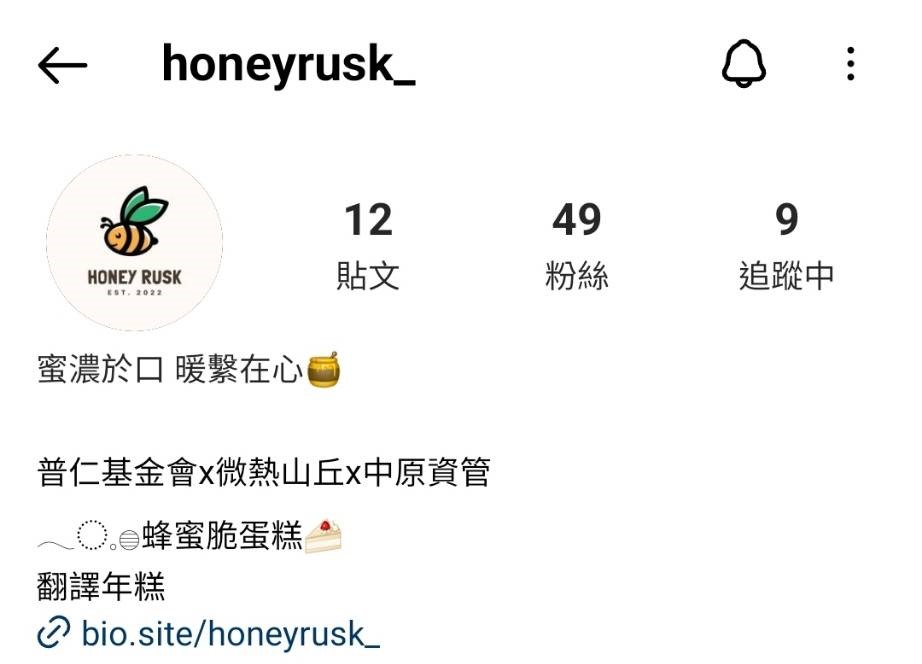 honeyrusk_
HONEY RUSK
EST. 2022
12 49 9
貼文 粉絲 追蹤中
蜜濃於口 暖繫在心🍯
普仁基金會x微熱山丘x中原資管
蜂蜜脆蛋糕🍰
翻譯年糕
bio.site/honeyrusk_